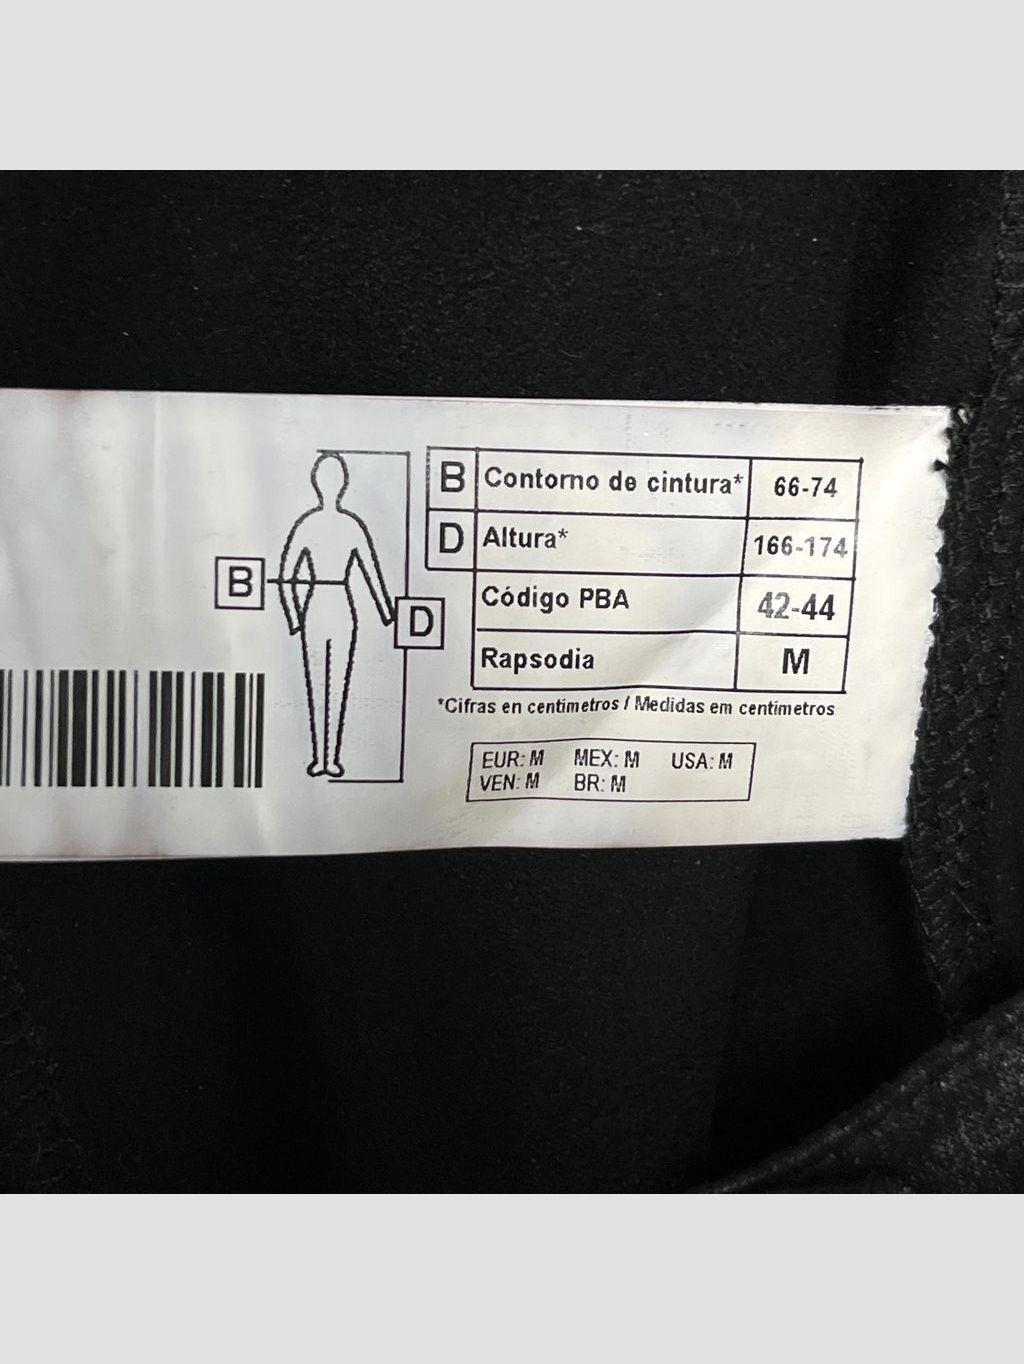 B Contorno de cintura* 66-74
D Altura* 166-174
Código PBA 42-44
Rapsodia M
*Cifras en centímetros / Medidas em centímetros
B
D
EUR: M MEX: M USA: M
VEN: M BR: M